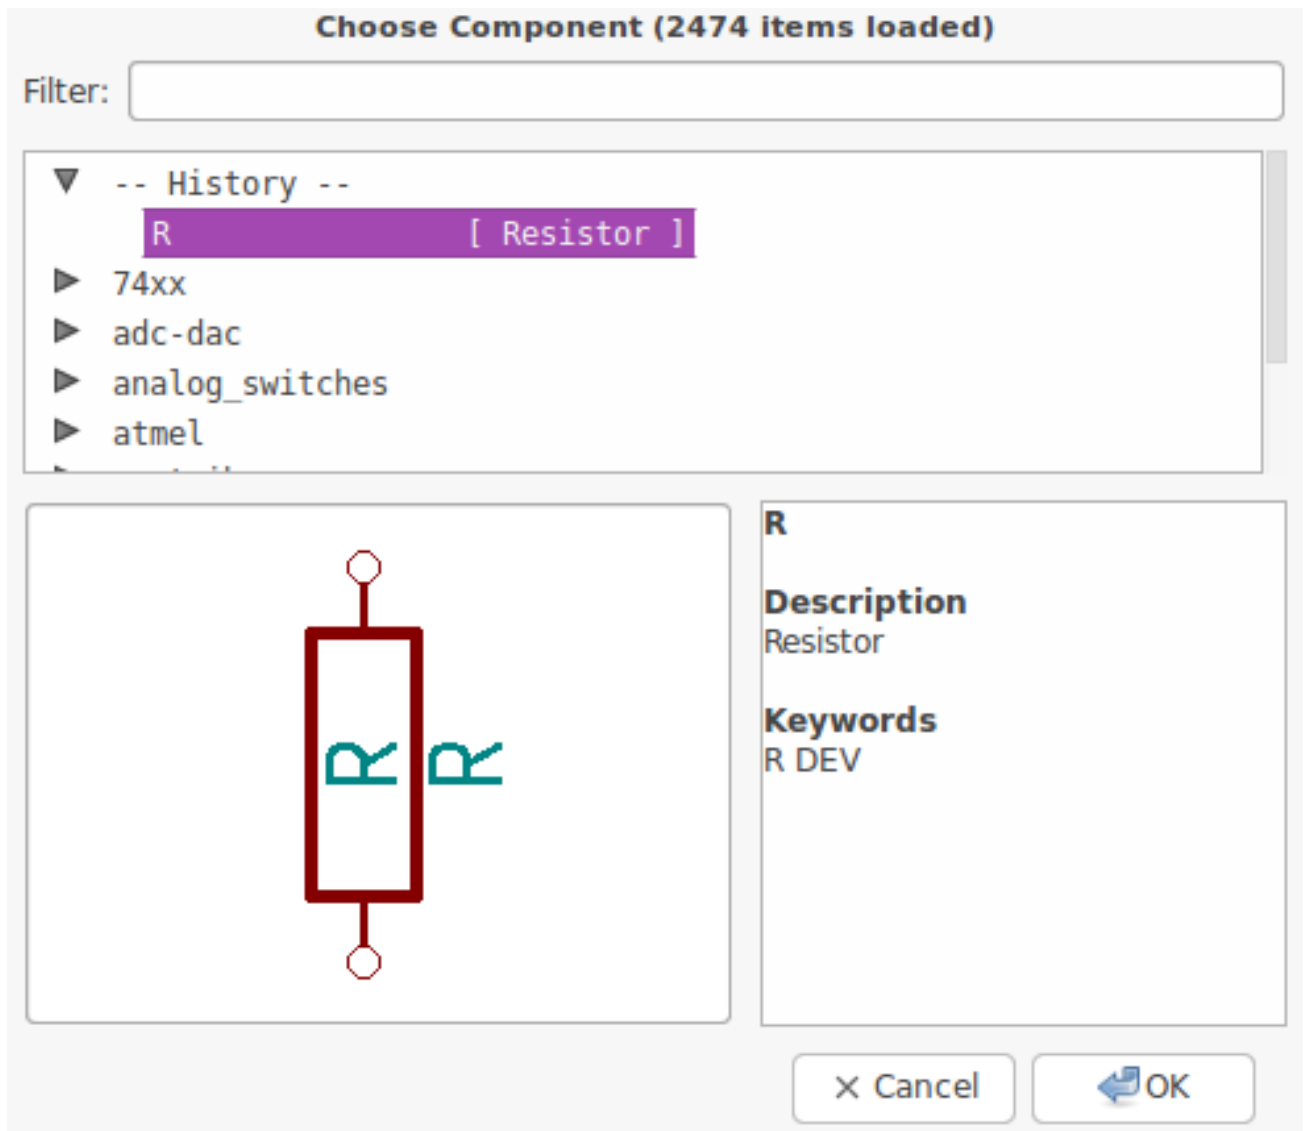 Choose Component (2474 items loaded)
Filter:
-- History --
R [ Resistor ]
74xx
adc-dac
analog_switches
atmel
R R
R
Description
Resistor
Keywords
R DEV
Cancel
OK